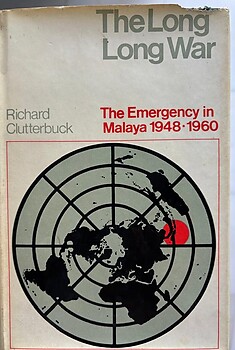 The Long
Long War
Richard
Clutterbuck
The Emergency in
Malaya 1948·1960